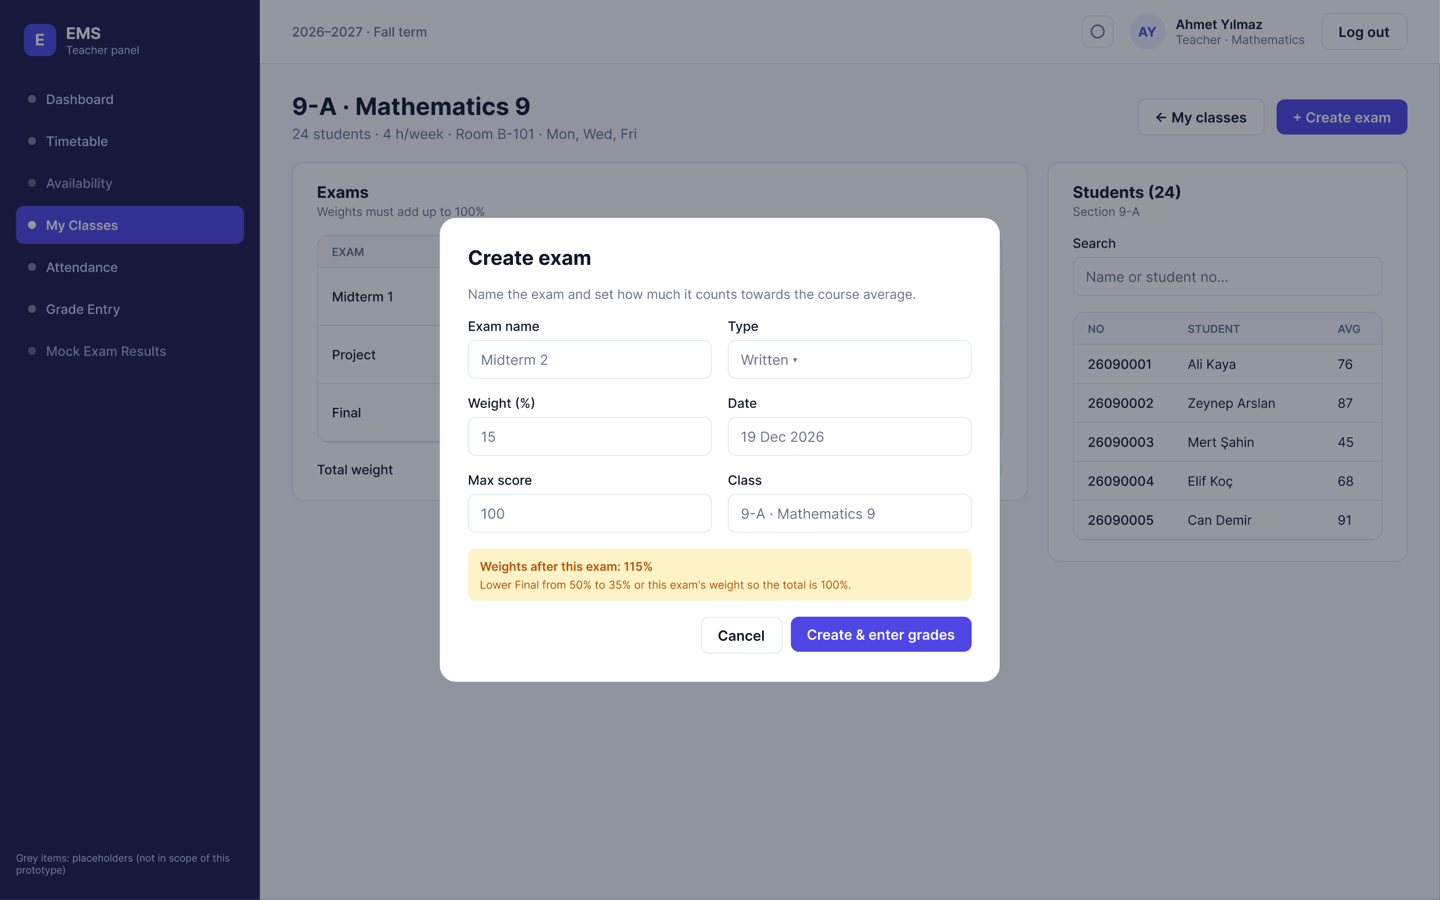 E
EMS
Teacher panel
Dashboard
Timetable
Availability
My Classes
Attendance
Grade Entry
Mock Exam Results
Grey items: placeholders (not in scope of this
prototype)
2026–2027 · Fall term
AY
Ahmet Yılmaz
Teacher · Mathematics
Log out
9-A · Mathematics 9
24 students · 4 h/week · Room B-101 · Mon, Wed, Fri
← My classes
+ Create exam
Exams
Weights must add up to 100%
EXAM
Midterm 1
Project
Final
Total weight
Create exam
Name the exam and set how much it counts towards the course average.
Exam name
Type
Midterm 2
Written ▾
Weight (%)
Date
15
19 Dec 2026
Max score
Class
100
9-A · Mathematics 9
Weights after this exam: 115%
Lower Final from 50% to 35% or this exam's weight so the total is 100%.
Cancel
Create & enter grades
Students (24)
Section 9-A
Search
Name or student no...
NO STUDENT AVG
26090001 Ali Kaya 76
26090002 Zeynep Arslan 87
26090003 Mert Şahin 45
26090004 Elif Koç 68
26090005 Can Demir 91